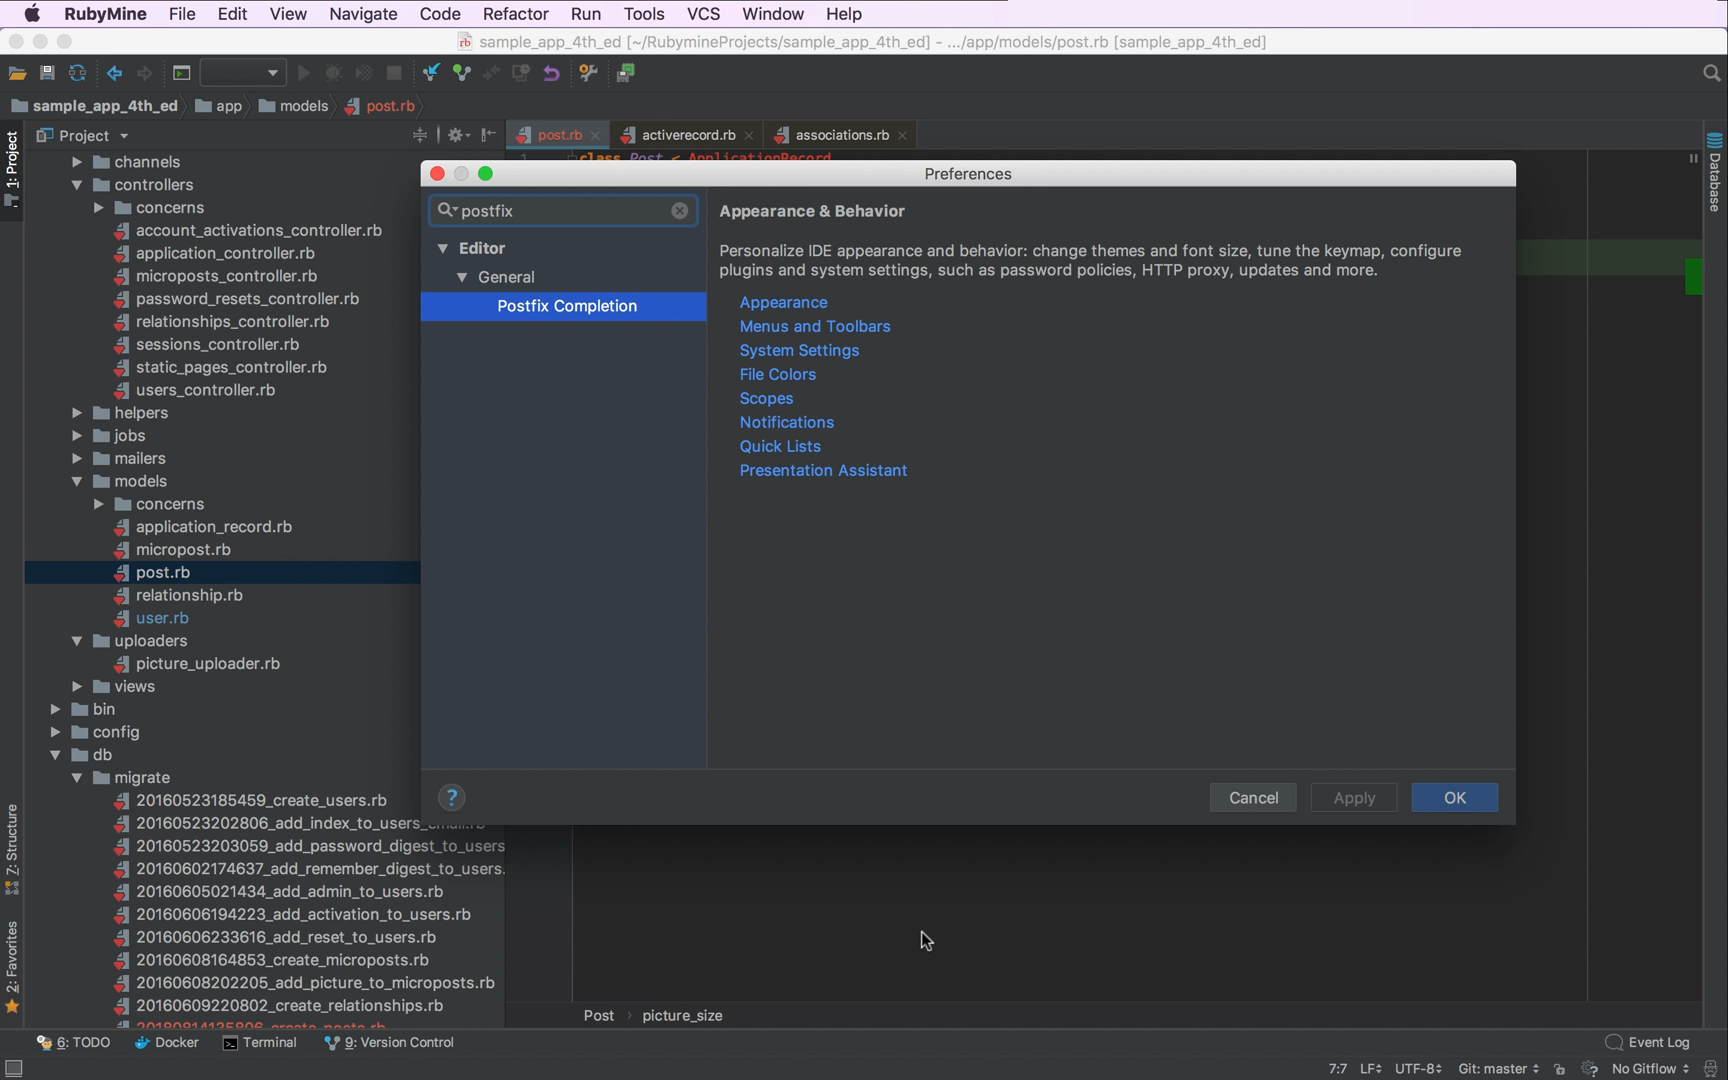 RubyMine File Edit View Navigate Code Refactor Run Tools VCS Window Help
sample_app_4th_ed [~/RubymineProjects/sample_app_4th_ed] - .../app/models/post.rb [sample_app_4th_ed]
sample_app_4th_ed app models post.rb
1: Project
Project
post.rb activerecord.rb associations.rb
1 class Post < ApplicationRecord
Database
channels
controllers
concerns
account_activations_controller.rb
application_controller.rb
microposts_controller.rb
password_resets_controller.rb
relationships_controller.rb
sessions_controller.rb
static_pages_controller.rb
users_controller.rb
helpers
jobs
mailers
models
concerns
application_record.rb
micropost.rb
post.rb
relationship.rb
user.rb
uploaders
picture_uploader.rb
views
bin
config
db
migrate
20160523185459_create_users.rb
20160523202806_add_index_to_users_email.rb
20160523203059_add_password_digest_to_users
20160602174637_add_remember_digest_to_users.
20160605021434_add_admin_to_users.rb
20160606194223_add_activation_to_users.rb
20160606233616_add_reset_to_users.rb
20160608164853_create_microposts.rb
20160608202205_add_picture_to_microposts.rb
20160609220802_create_relationships.rb
Preferences
postfix
Editor
General
Postfix Completion
Appearance & Behavior
Personalize IDE appearance and behavior: change themes and font size, tune the keymap, configure
plugins and system settings, such as password policies, HTTP proxy, updates and more.
Appearance
Menus and Toolbars
System Settings
File Colors
Scopes
Notifications
Quick Lists
Presentation Assistant
?
Cancel Apply OK
7: Structure
2: Favorites
Post picture_size
6: TODO Docker Terminal 9: Version Control Event Log
7:7 LF UTF-8 Git: master No Gitflow